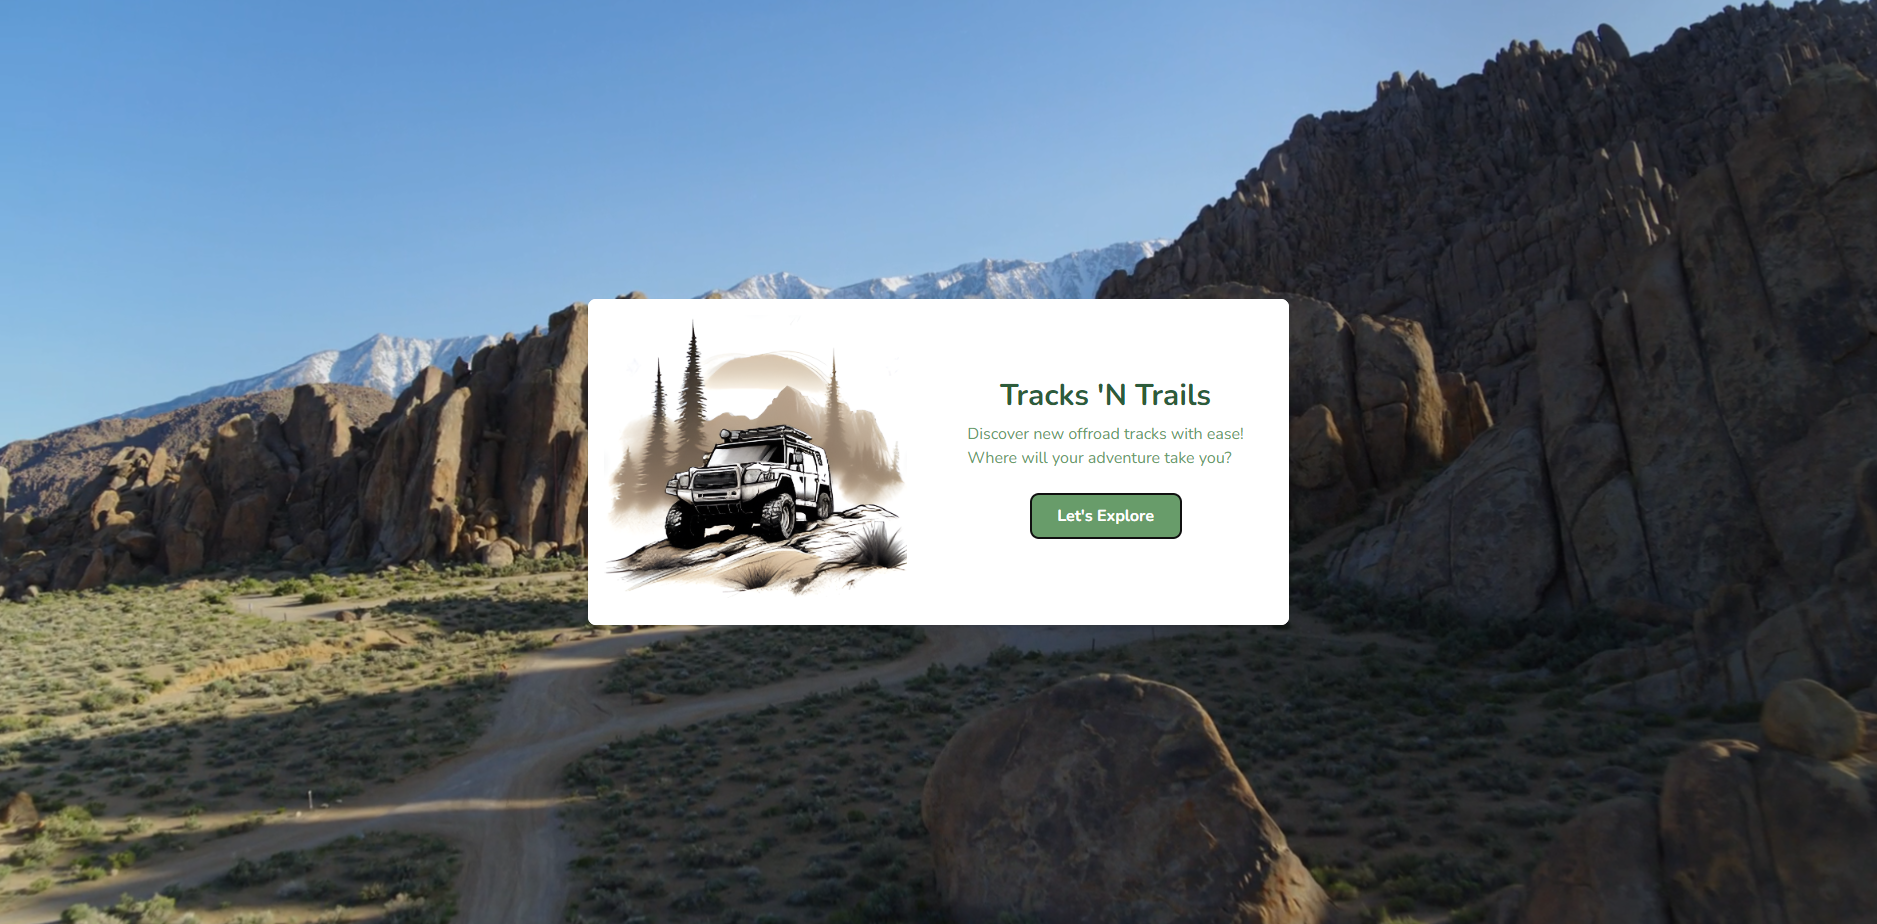 Tracks 'N Trails
Discover new offroad tracks with ease!
Where will your adventure take you?
Let's Explore